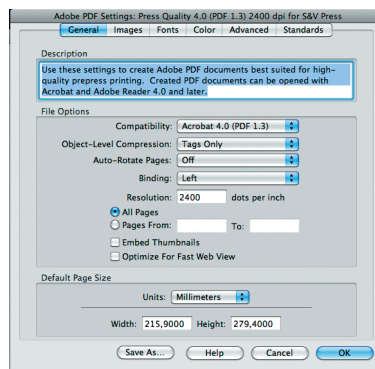 Adobe PDF Settings: Press Quality 4.0 (PDF 1.3) 2400 dpi for S&V Press
General Images Fonts Color Advanced Standards
Description
Use these settings to create Adobe PDF documents best suited for high-
quality prepress printing. Created PDF documents can be opened with
Acrobat and Adobe Reader 4.0 and later.
File Options
Compatibility: Acrobat 4.0 (PDF 1.3)
Object-Level Compression: Tags Only
Auto-Rotate Pages: Off
Binding: Left
Resolution: 2400 dots per inch
All Pages
Pages From: To:
Embed Thumbnails
Optimize For Fast Web View
Default Page Size
Units: Millimeters
Width: 215,9000 Height: 279,4000
Save As... Help Cancel OK